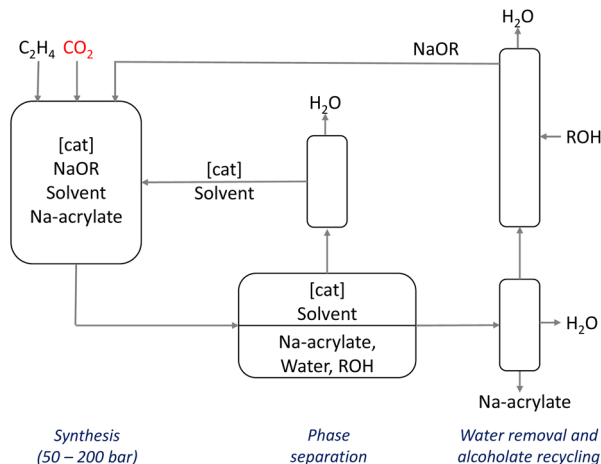 H₂O
C₂H₄ CO₂
NaOR
H₂O
ROH
[cat]
NaOR
Solvent
Na-acrylate
[cat]
Solvent
[cat]
Solvent
Na-acrylate,
Water, ROH
H₂O
Na-acrylate
Synthesis
(50 – 200 bar)
Phase
separation
Water removal and
alcoholate recycling